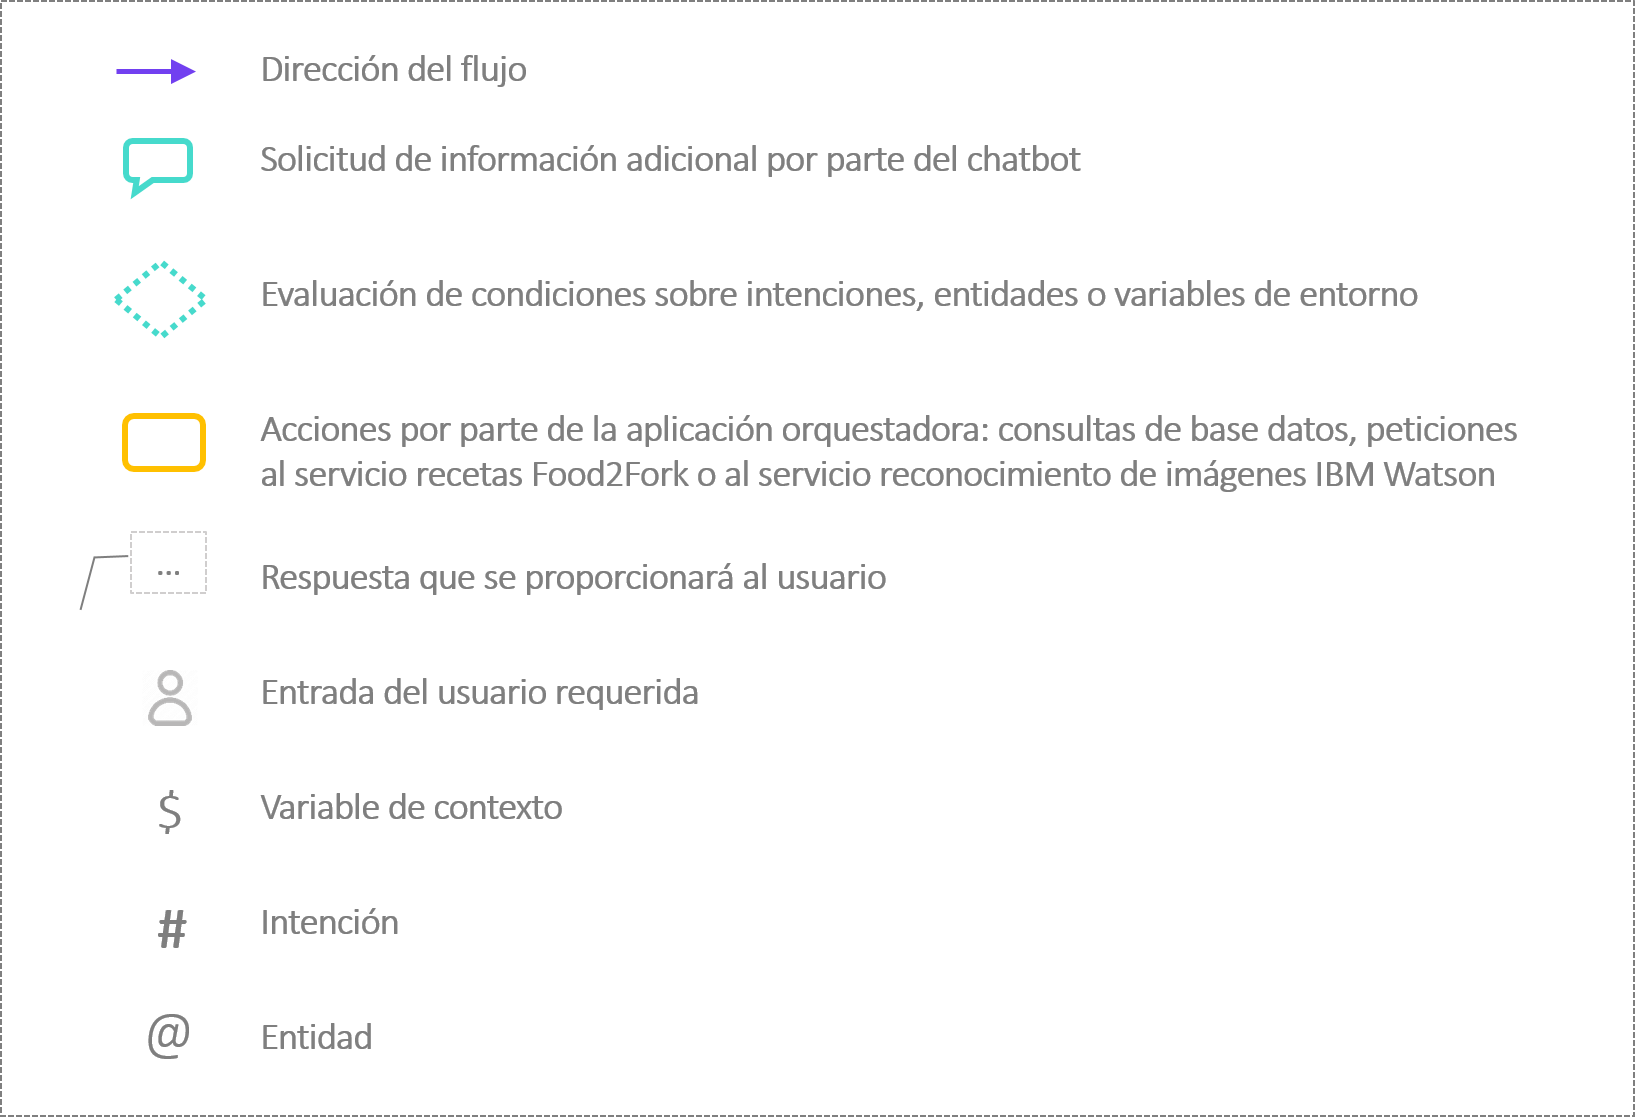 Dirección del flujo
Solicitud de información adicional por parte del chatbot
Evaluación de condiciones sobre intenciones, entidades o variables de entorno
Acciones por parte de la aplicación orquestadora: consultas de base datos, peticiones
al servicio recetas Food2Fork o al servicio reconocimiento de imágenes IBM Watson
... Respuesta que se proporcionará al usuario
Entrada del usuario requerida
$ Variable de contexto
# Intención
@ Entidad